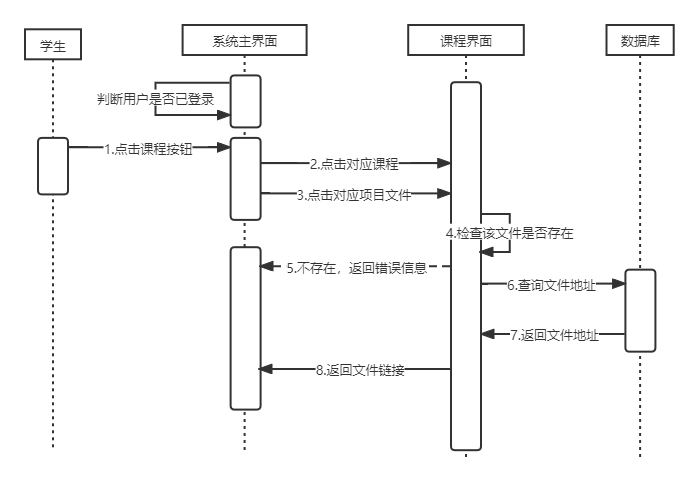 学生
系统主界面
课程界面
数据库
判断用户是否已登录
1.点击课程按钮
2.点击对应课程
3.点击对应项目文件
4.检查该文件是否存在
5.不存在，返回错误信息
6.查询文件地址
7.返回文件地址
8.返回文件链接